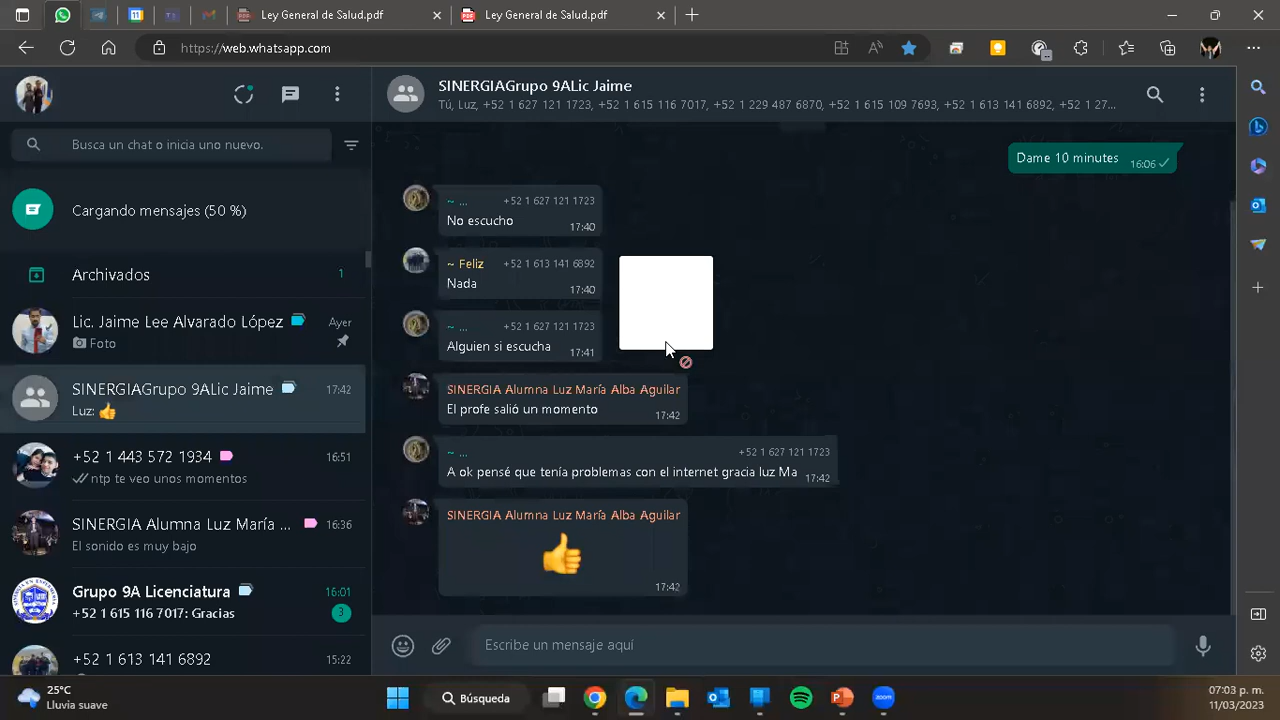 Ley General de Salud.pdf
Ley General de Salud.pdf
https://web.whatsapp.com
SINERGIAGrupo 9ALic Jaime
Tú, Luz, +52 1 627 121 1723, +52 1 615 116 7017, +52 1 229 487 6870, +52 1 615 109 7693, +52 1 613 141 6892, +52 1 27...
Busca un chat o inicia uno nuevo.
Cargando mensajes (50 %)
Archivados
1
Lic. Jaime Lee Alvarado López
Ayer
Foto
SINERGIAGrupo 9ALic Jaime
17:42
Luz: 👍
+52 1 443 572 1934
16:51
ntp te veo unos momentos
SINERGIA Alumna Luz María ...
16:36
El sonido es muy bajo
Grupo 9A Licenciatura
16:01
+52 1 615 116 7017: Gracias
3
+52 1 613 141 6892
15:22
Dame 10 minutes
16:06
~ ...
+52 1 627 121 1723
No escucho
17:40
~ Feliz
+52 1 613 141 6892
Nada
17:40
~ ...
+52 1 627 121 1723
Alguien si escucha
17:41
SINERGIA Alumna Luz María Alba Aguilar
El profe salió un momento
17:42
~ ...
+52 1 627 121 1723
A ok pensé que tenía problemas con el internet gracia luz Ma
17:42
SINERGIA Alumna Luz María Alba Aguilar
👍
17:42
Escribe un mensaje aquí
25°C
Lluvia suave
Búsqueda
07:03 p. m.
11/03/2023